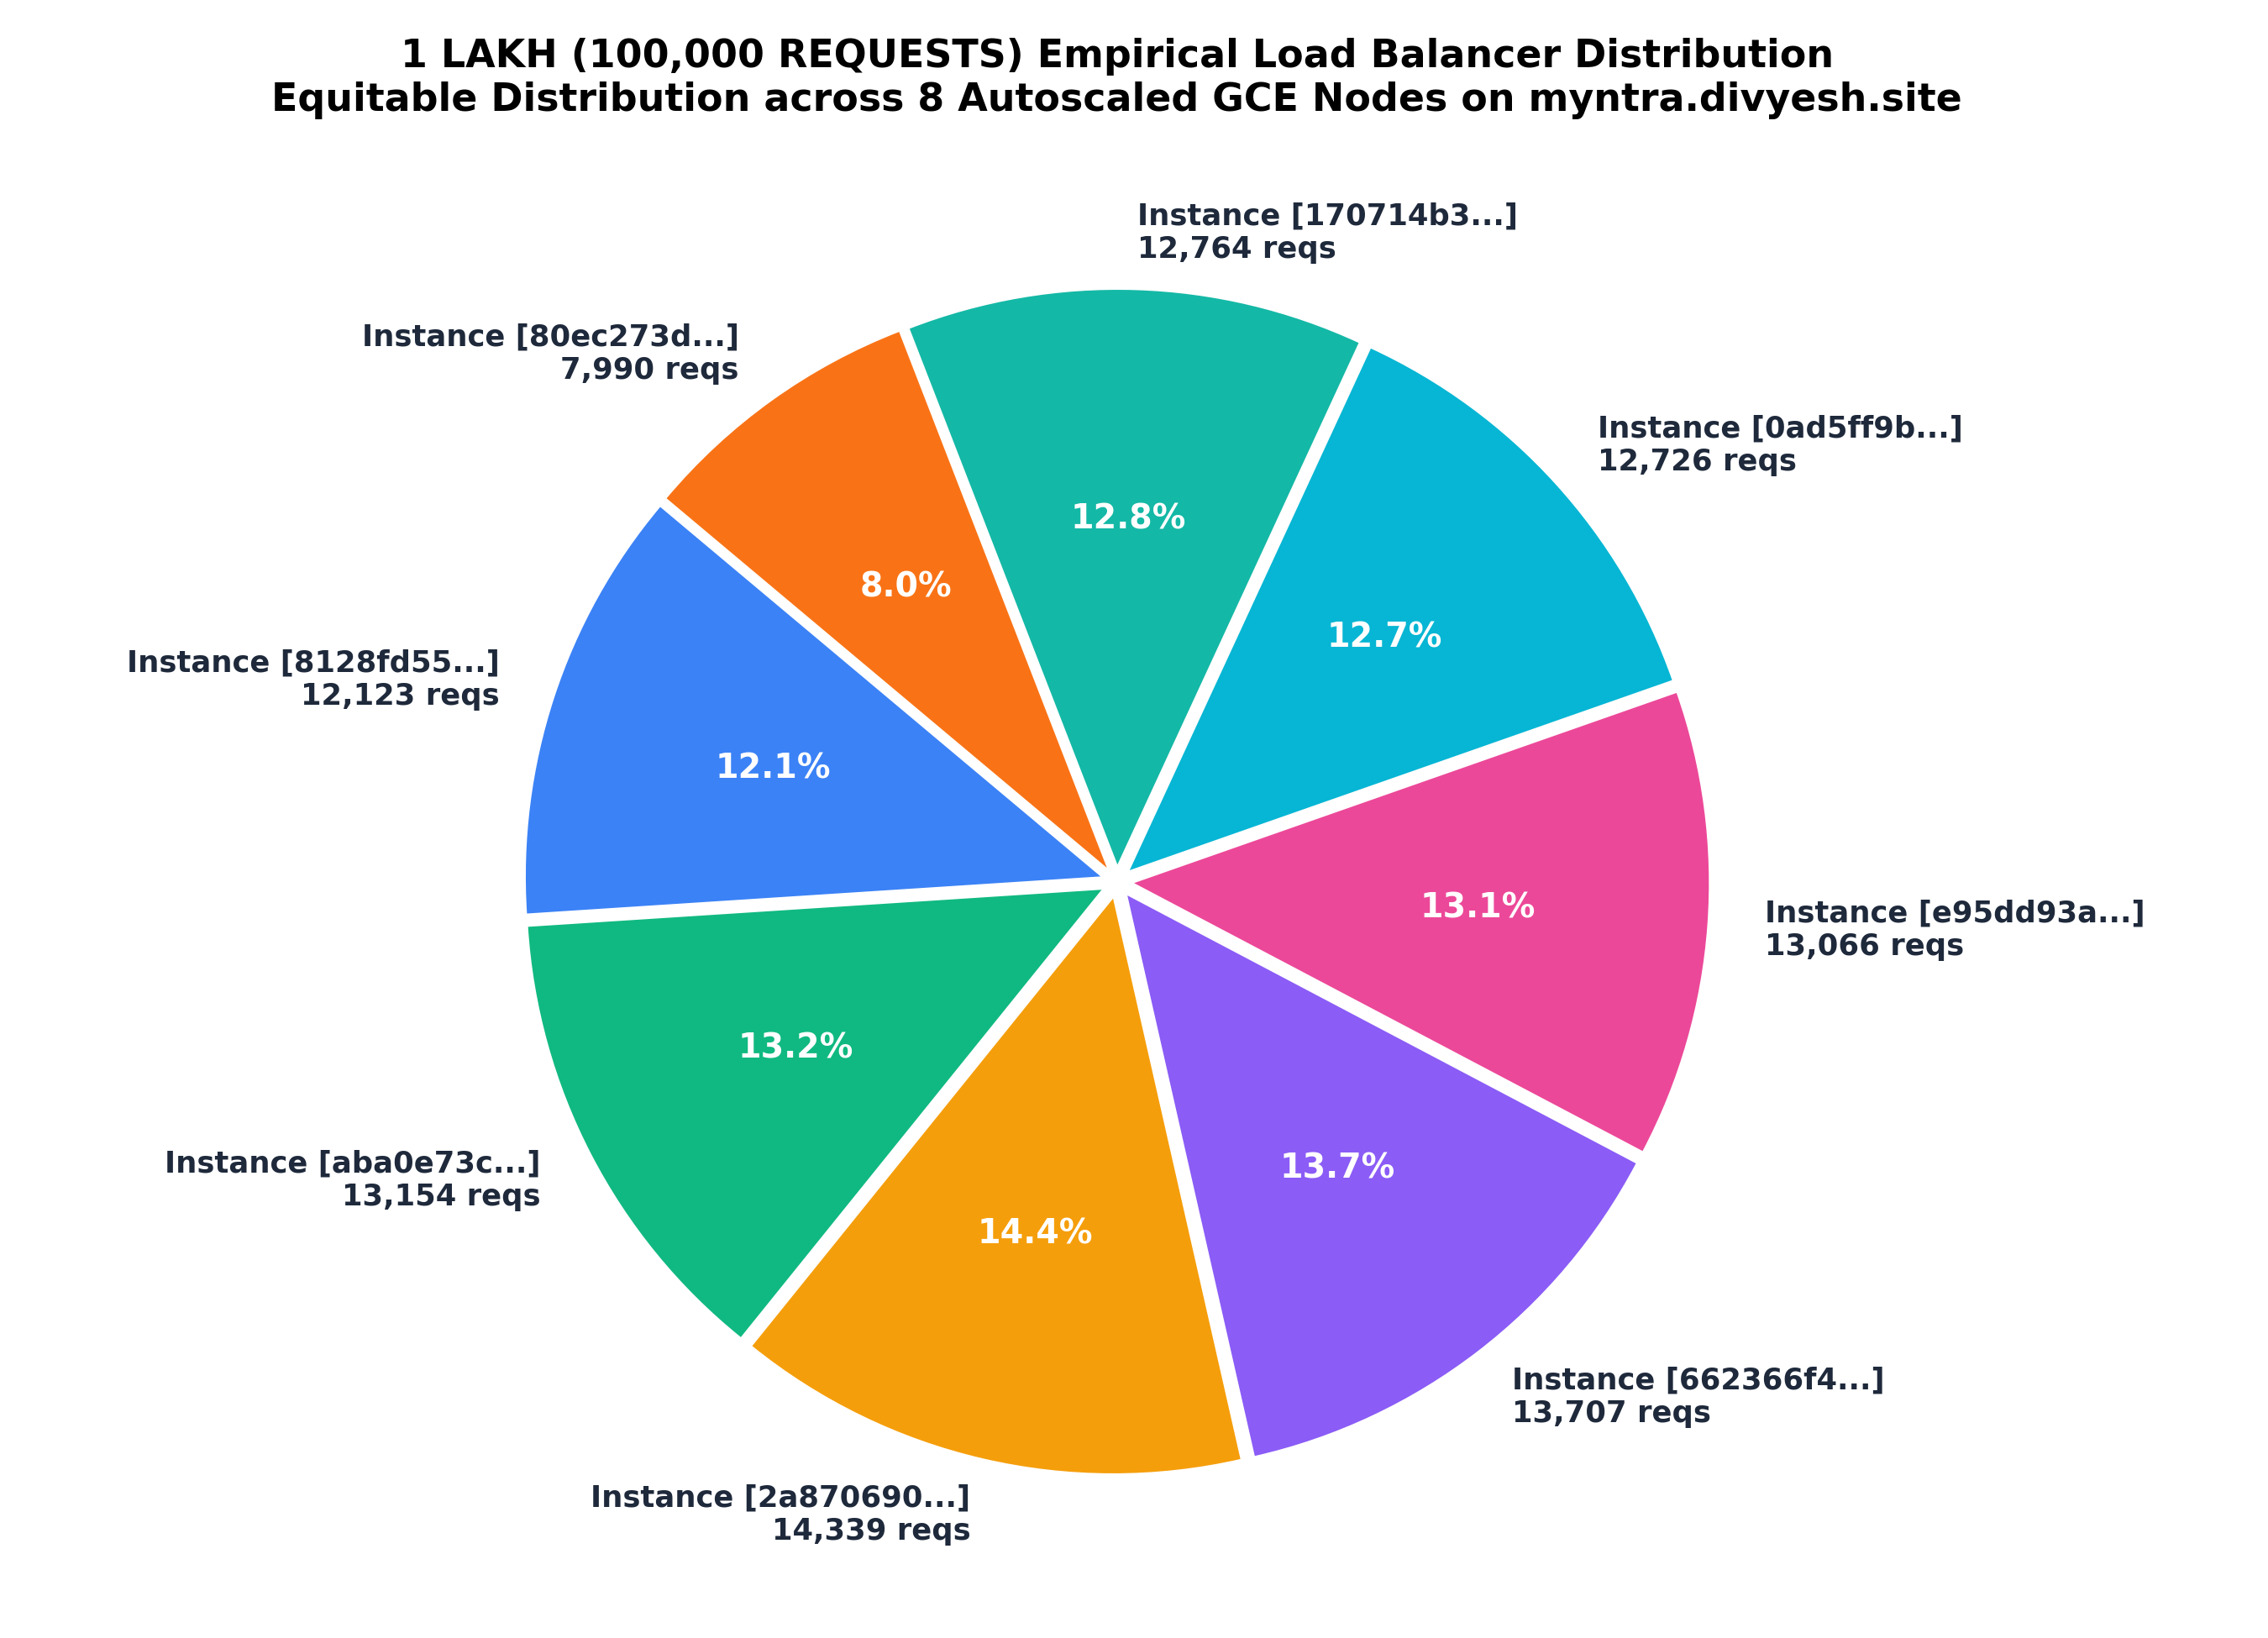 1 LAKH (100,000 REQUESTS) Empirical Load Balancer Distribution
Equitable Distribution across 8 Autoscaled GCE Nodes on myntra.divyesh.site
Instance [170714b3...]
12,764 reqs
Instance [80ec273d...]
7,990 reqs
Instance [0ad5ff9b...]
12,726 reqs
12.8%
8.0%
12.7%
Instance [8128fd55...]
12,123 reqs
12.1%
13.1%
Instance [e95dd93a...]
13,066 reqs
13.2%
Instance [aba0e73c...]
13,154 reqs
13.7%
14.4%
Instance [662366f4...]
13,707 reqs
Instance [2a870690...]
14,339 reqs